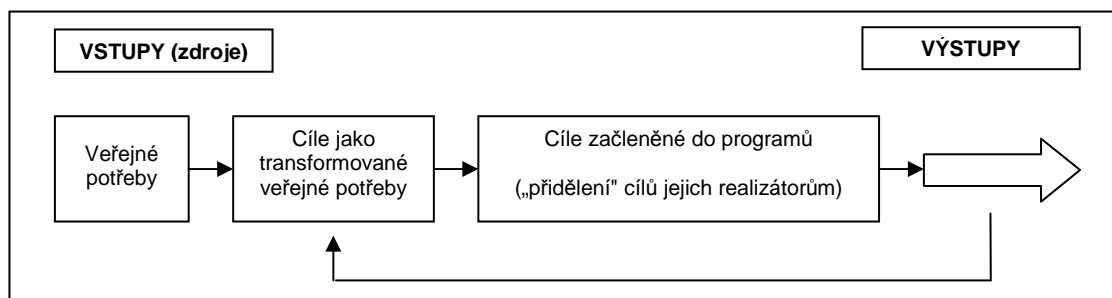 VSTUPY (zdroje)
VÝSTUPY
Veřejné
potřeby
Cíle jako
transformované
veřejné potřeby
Cíle začleněné do programů
(„přidělení" cílů jejich realizátorům)